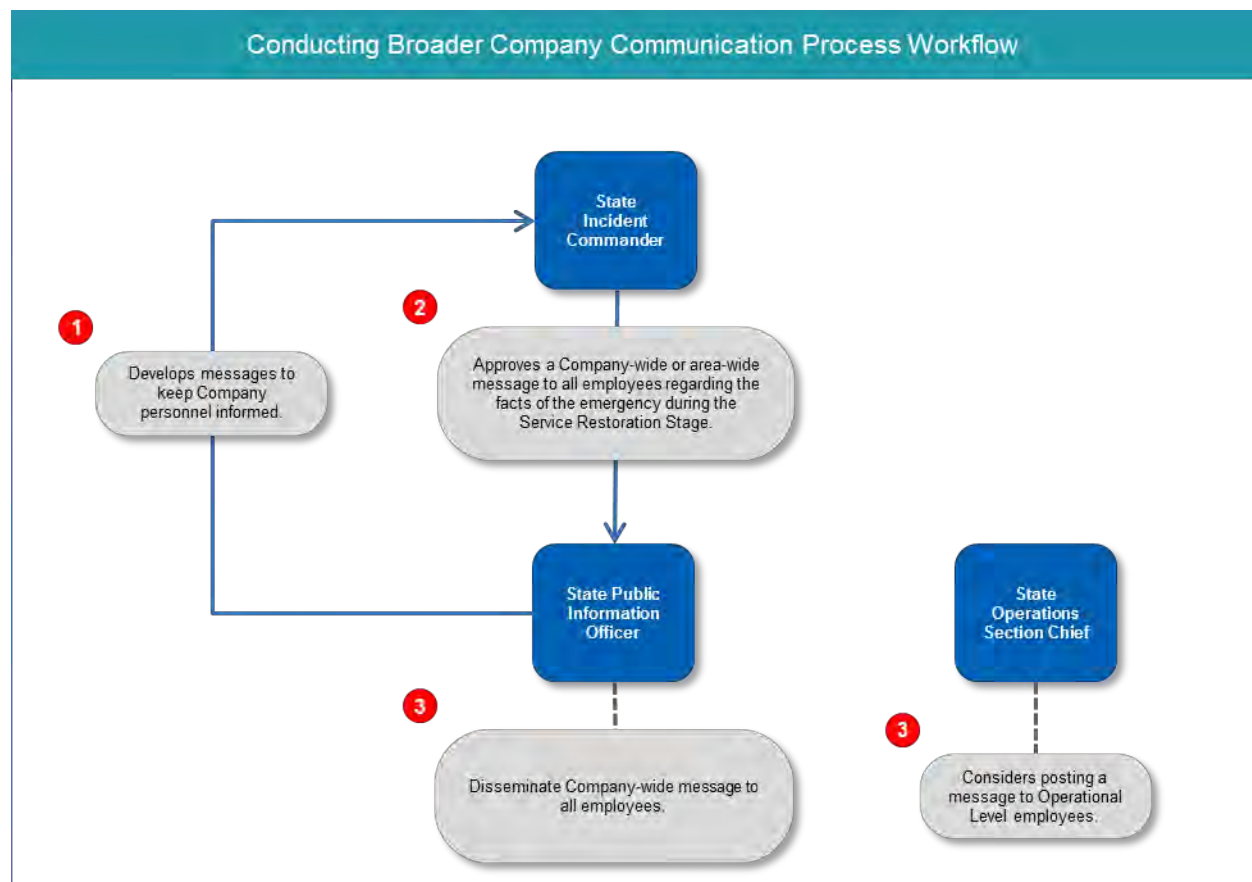 Conducting Broader Company Communication Process Workflow
State
Incident
Commander
1
2
Develops messages to
keep Company
personnel informed.
Approves a Company-wide or area-wide
message to all employees regarding the
facts of the emergency during the
Service Restoration Stage.
State Public
Information
Officer
State
Operations
Section Chief
3
Disseminate Company-wide message to
all employees.
3
Considers posting a
message to Operational
Level employees.